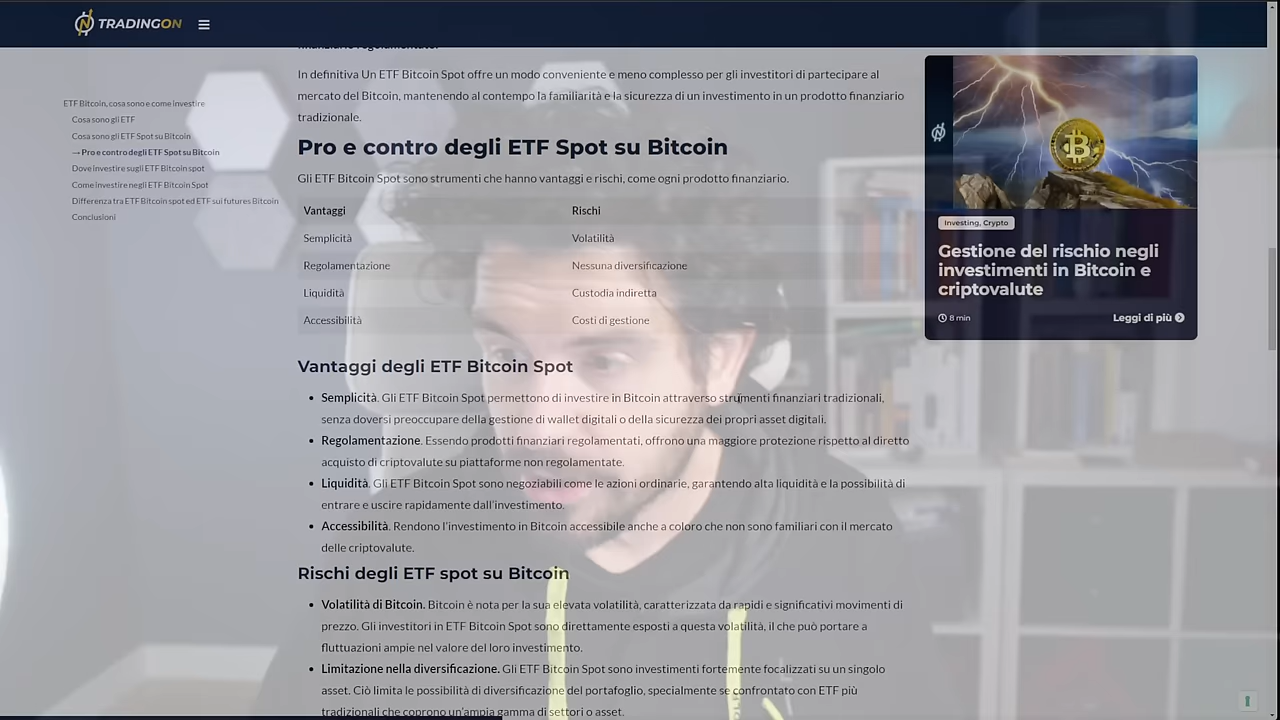 TRADINGON
ETF Bitcoin, cosa sono e come investire
Cosa sono gli ETF
Cosa sono gli ETF Spot su Bitcoin
→ Pro e contro degli ETF Spot su Bitcoin
Dove investire sugli ETF Bitcoin spot
Come investire negli ETF Bitcoin Spot
Differenza tra ETF Bitcoin spot ed ETF sui futures Bitcoin
Conclusioni
finanziario regolamentato.
In definitiva Un ETF Bitcoin Spot offre un modo conveniente e meno complesso per gli investitori di partecipare al
mercato del Bitcoin, mantenendo al contempo la familiarità e la sicurezza di un investimento in un prodotto finanziario
tradizionale.
Pro e contro degli ETF Spot su Bitcoin
Gli ETF Bitcoin Spot sono strumenti che hanno vantaggi e rischi, come ogni prodotto finanziario.
Vantaggi Rischi
Semplicità Volatilità
Regolamentazione Nessuna diversificazione
Liquidità Custodia indiretta
Accessibilità Costi di gestione
Vantaggi degli ETF Bitcoin Spot
• Semplicità. Gli ETF Bitcoin Spot permettono di investire in Bitcoin attraverso strumenti finanziari tradizionali,
senza doversi preoccupare della gestione di wallet digitali o della sicurezza dei propri asset digitali.
• Regolamentazione. Essendo prodotti finanziari regolamentati, offrono una maggiore protezione rispetto al diretto
acquisto di criptovalute su piattaforme non regolamentate.
• Liquidità. Gli ETF Bitcoin Spot sono negoziabili come le azioni ordinarie, garantendo alta liquidità e la possibilità di
entrare e uscire rapidamente dall'investimento.
• Accessibilità. Rendono l'investimento in Bitcoin accessibile anche a coloro che non sono familiari con il mercato
delle criptovalute.
Rischi degli ETF spot su Bitcoin
• Volatilità di Bitcoin. Bitcoin è nota per la sua elevata volatilità, caratterizzata da rapidi e significativi movimenti di
prezzo. Gli investitori in ETF Bitcoin Spot sono direttamente esposti a questa volatilità, il che può portare a
fluttuazioni ampie nel valore del loro investimento.
• Limitazione nella diversificazione. Gli ETF Bitcoin Spot sono investimenti fortemente focalizzati su un singolo
asset. Ciò limita le possibilità di diversificazione del portafoglio, specialmente se confrontato con ETF più
tradizionali che coprono un'ampia gamma di settori o asset.
Investing, Crypto
Gestione del rischio negli
investimenti in Bitcoin e
criptovalute
8 min Leggi di più